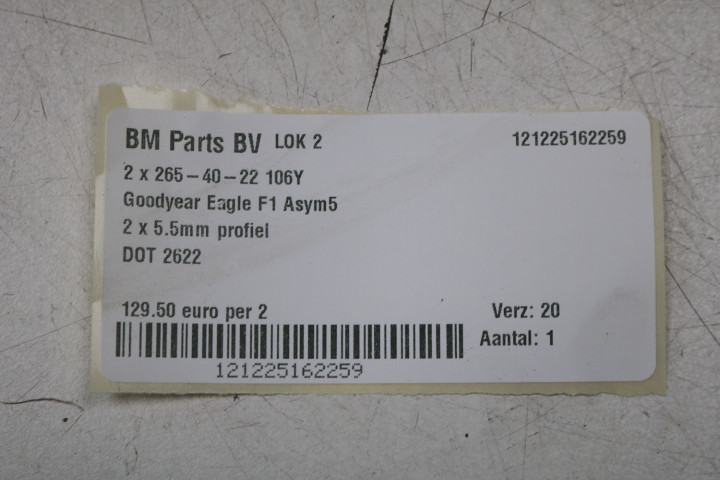 BM Parts BV LOK 2
121225162259
2 x 265-40-22 106Y
Goodyear Eagle F1 Asym5
2 x 5.5mm profiel
DOT 2622
129.50 euro per 2
Verz: 20
Aantal: 1
121225162259